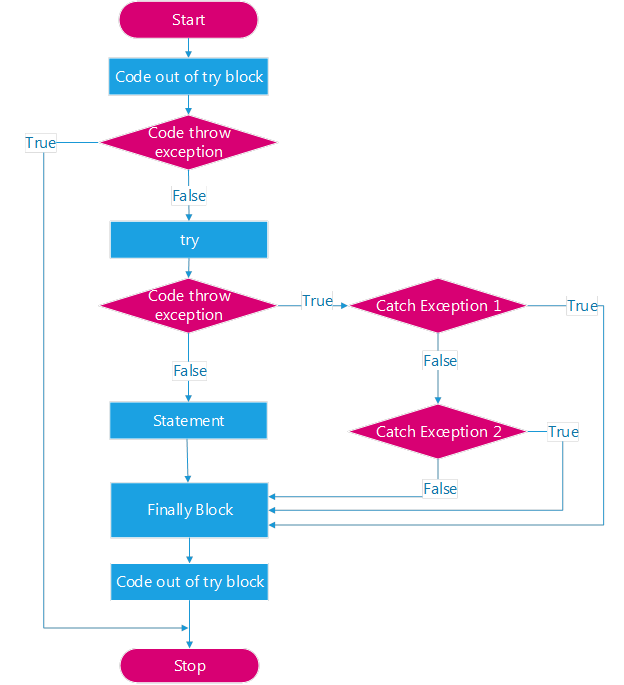 Start
Code out of try block
Code throw
exception
True
False
try
Code throw
exception
True
Catch Exception 1
True
False
False
Statement
Catch Exception 2
True
False
Finally Block
Code out of try block
Stop